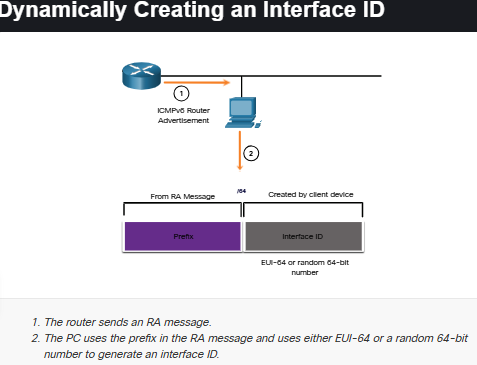 Dynamically Creating an Interface ID
1
ICMPv6 Router
Advertisement
2
From RA Message
/64
Created by client device
Prefix
Interface ID
EUI-64 or random 64-bit
number
1. The router sends an RA message.
2. The PC uses the prefix in the RA message and uses either EUI-64 or a random 64-bit
number to generate an interface ID.